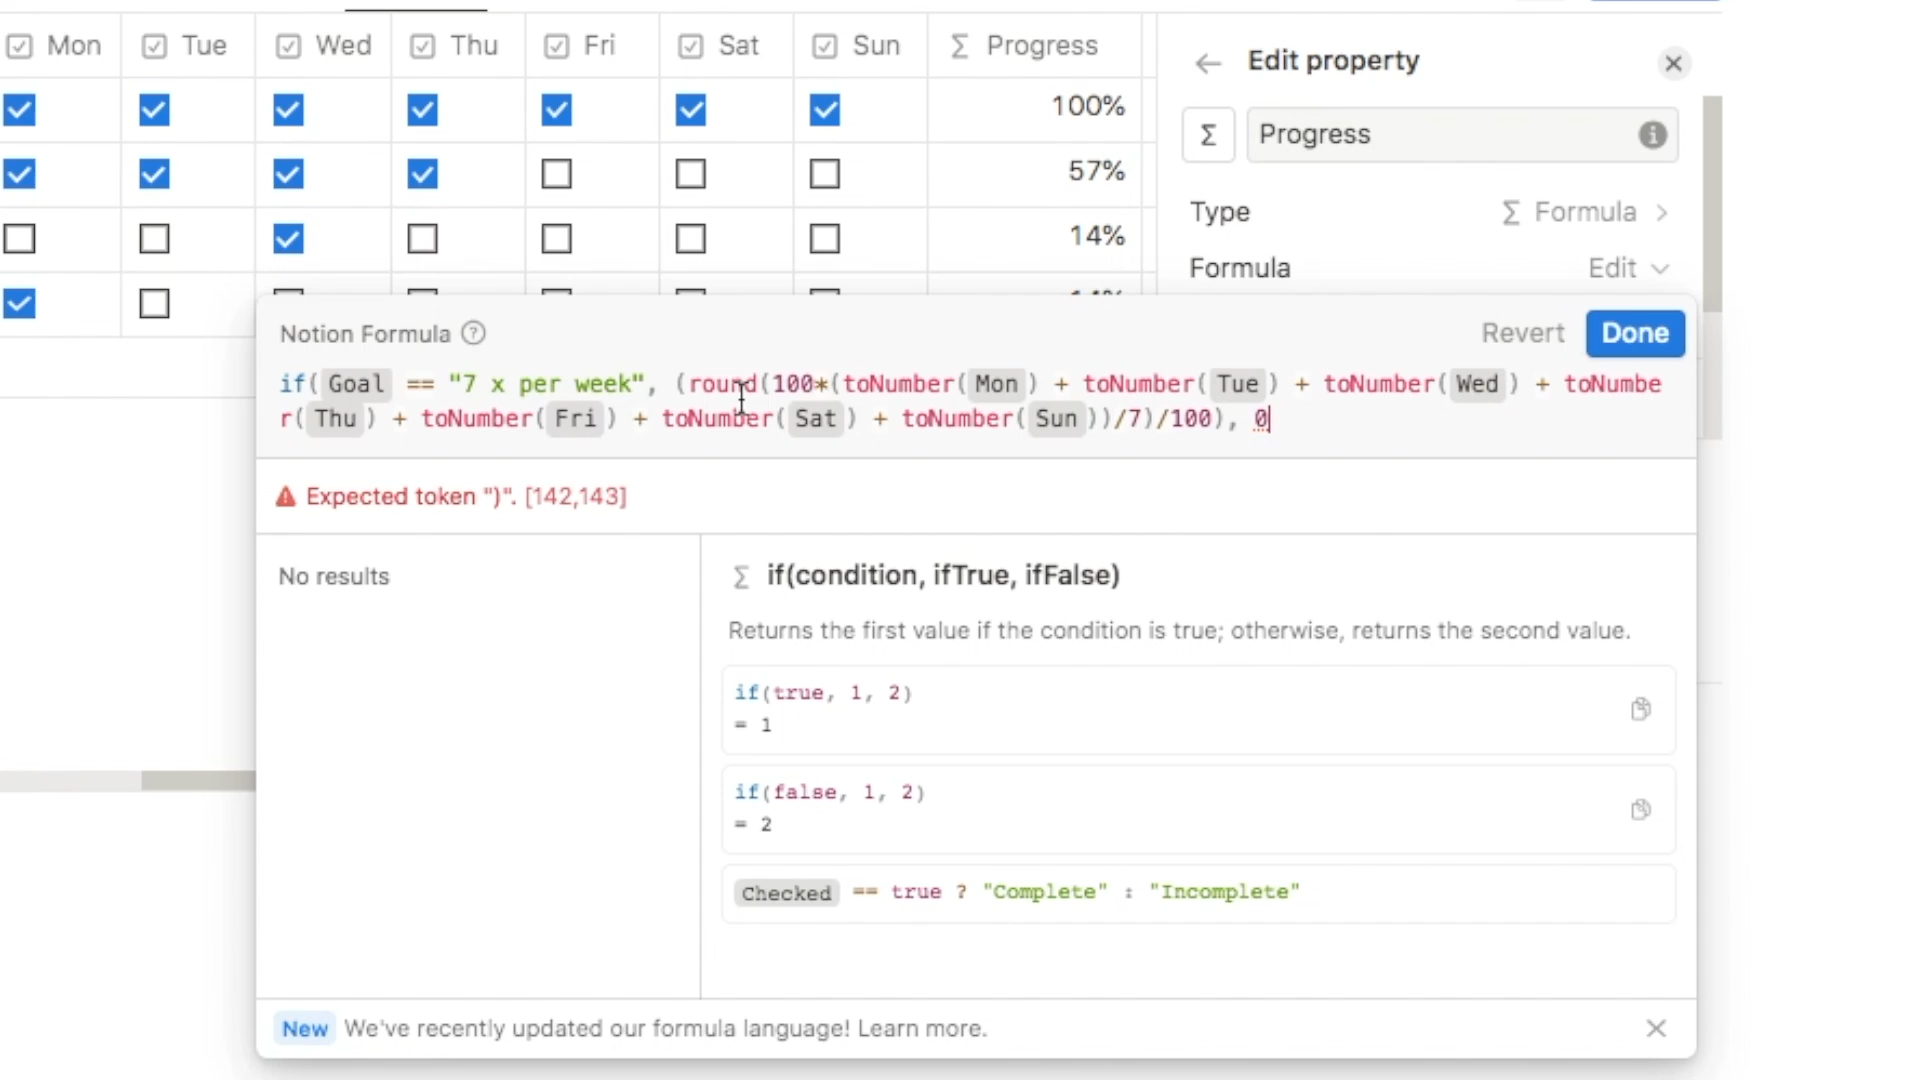 Mon Tue Wed Thu Fri Sat Sun Σ Progress
100%
57%
14%
Edit property
Σ Progress
Type Σ Formula
Formula Edit
Notion Formula Revert Done
if( Goal == "7 x per week", (round(100*(toNumber( Mon ) + toNumber( Tue ) + toNumber( Wed ) + toNumbe
r( Thu ) + toNumber( Fri ) + toNumber( Sat ) + toNumber( Sun ))/7)/100), 0
Expected token ")". [142,143]
No results
Σ if(condition, ifTrue, ifFalse)
Returns the first value if the condition is true; otherwise, returns the second value.
if(true, 1, 2)
= 1
if(false, 1, 2)
= 2
Checked == true ? "Complete" : "Incomplete"
New We've recently updated our formula language! Learn more.